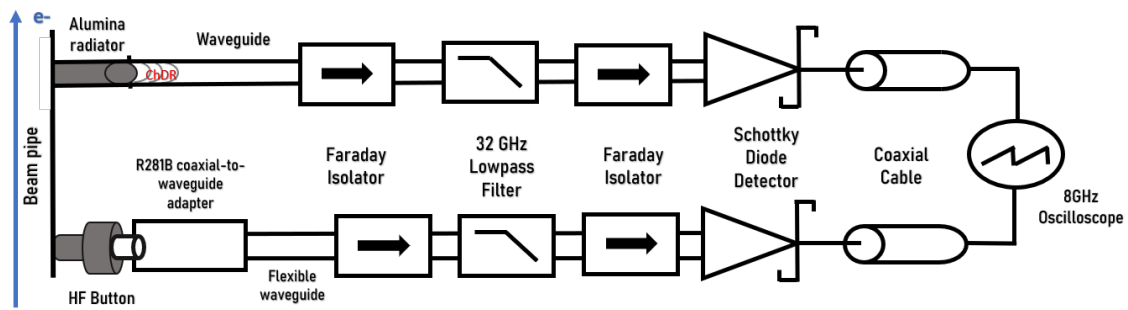 e-
Alumina
radiator
Waveguide
ChDR
Beam pipe
R281B coaxial-to-
waveguide
adapter
Faraday
Isolator
32 GHz
Lowpass
Filter
Faraday
Isolator
Schottky
Diode
Detector
Coaxial
Cable
8GHz
Oscilloscope
HF Button
Flexible
waveguide